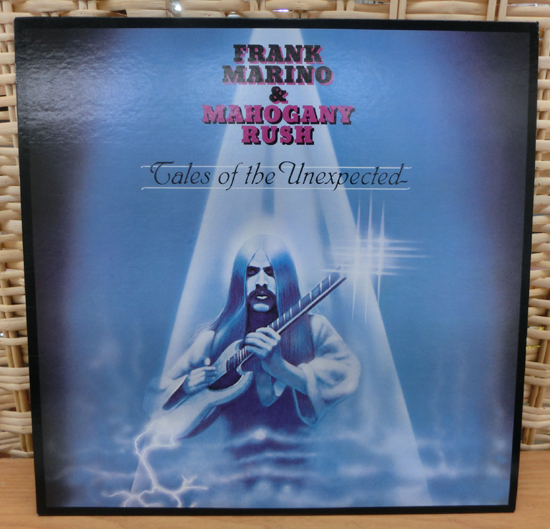 FRANK
MARINO
&
MAHOGANY
RUSH
Tales of the Unexpected